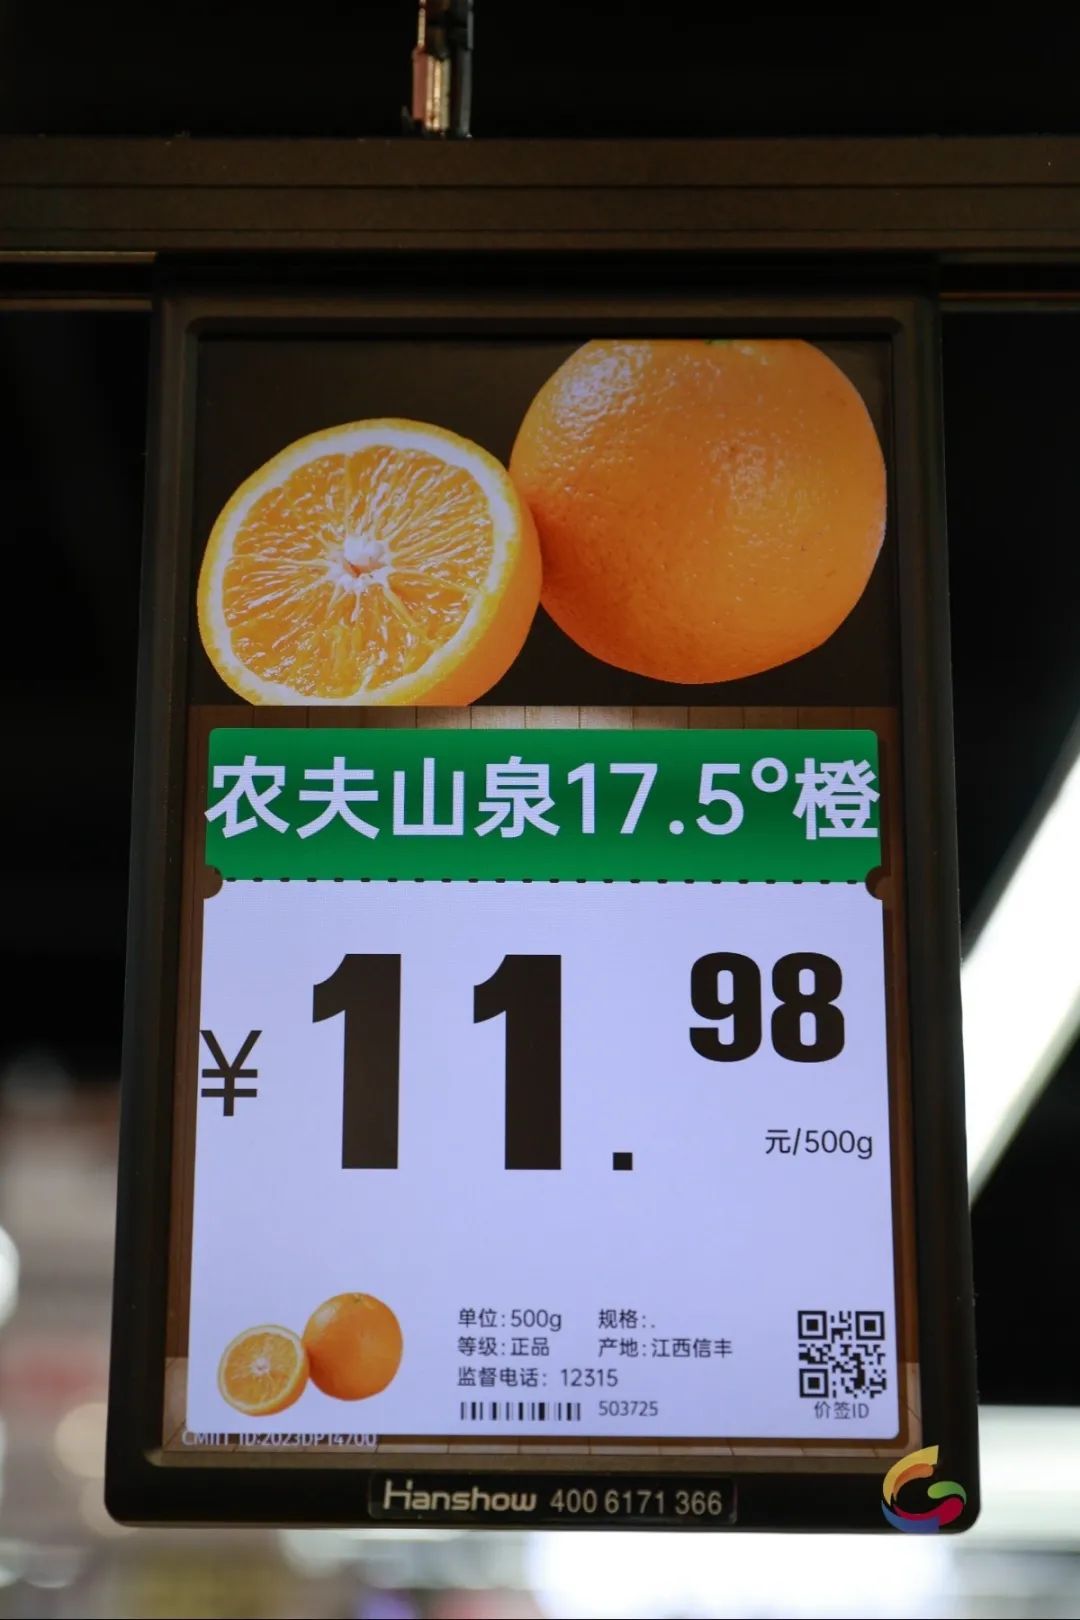 农夫山泉17.5°橙
¥11.98
元/500g
单位:500g 规格:.
等级:正品 产地:江西信丰
监督电话: 12315
503725
价签ID
Hanshow 400 6171 366